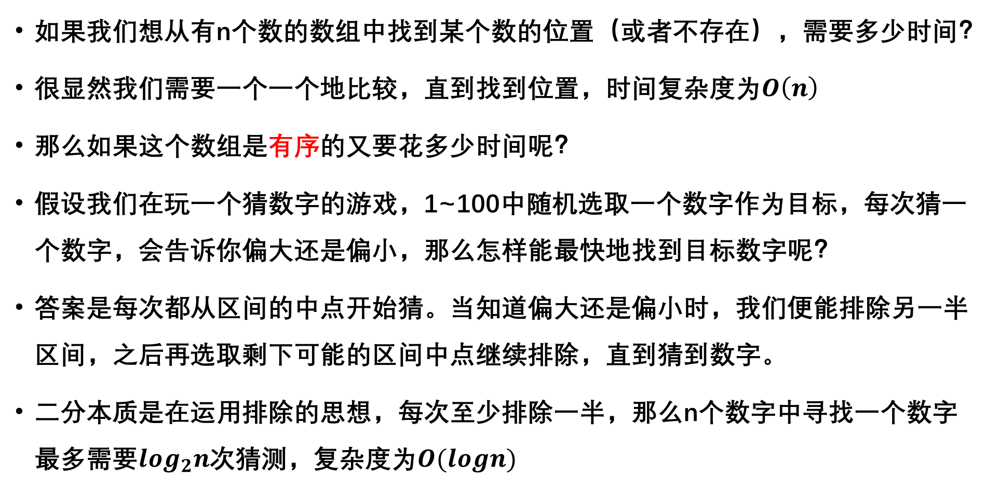 • 如果我们想从有n个数的数组中找到某个数的位置（或者不存在），需要多少时间？
• 很显然我们需要一个一个地比较，直到找到位置，时间复杂度为O(n)
• 那么如果这个数组是有序的又要花多少时间呢？
• 假设我们在玩一个猜数字的游戏，1~100中随机选取一个数字作为目标，每次猜一
个数字，会告诉你偏大还是偏小，那么怎样能最快地找到目标数字呢？
• 答案是每次都从区间的中点开始猜。当知道偏大还是偏小时，我们便能排除另一半
区间，之后再选取剩下可能的区间中点继续排除，直到猜到数字。
• 二分本质是在运用排除的思想，每次至少排除一半，那么n个数字中寻找一个数字
最多需要log₂n次猜测，复杂度为O(logn)